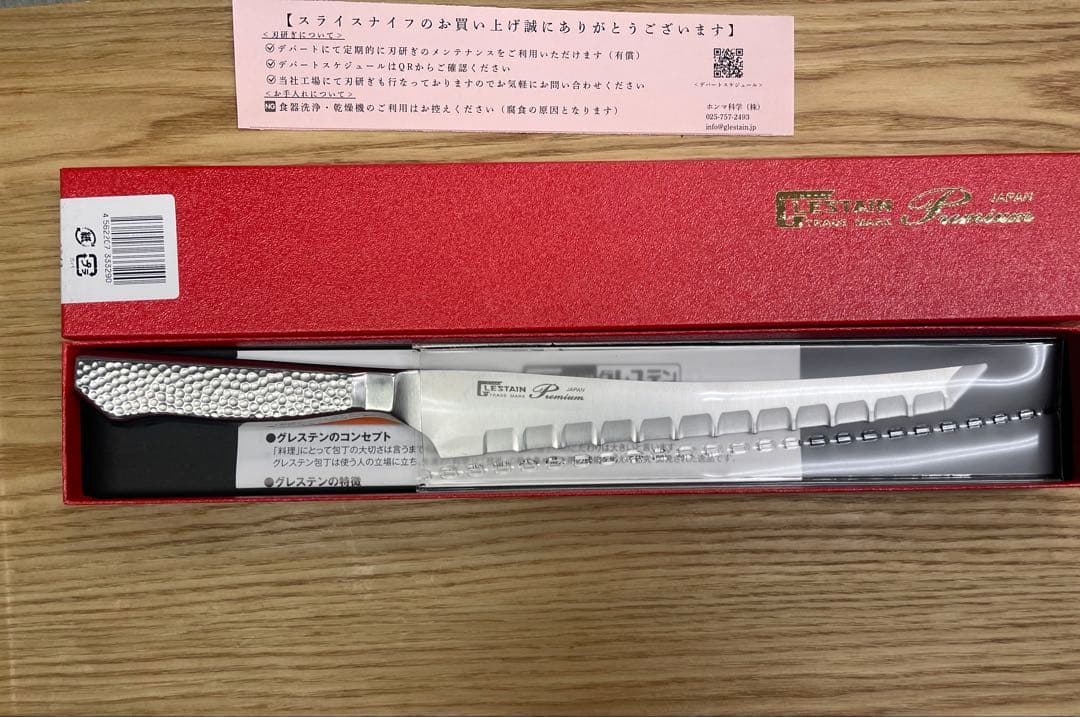 【スライスナイフのお買い上げ誠にありがとうございます】
<刃研ぎについて>
デパートにて定期的に刃研ぎのメンテナンスをご利用いただけます（有償）
デパートスケジュールはQRからご確認ください
当社工場にて刃研ぎも行なっておりますのでお気軽にお問い合わせください
<お手入れについて>
NG食器洗浄・乾燥機のご利用はお控えください（腐食の原因となります）
<デパートスケジュール>
ホンマ科学（株）
025-757-2493
info@glestain.jp
GLESTAIN Premium JAPAN
TRADE MARK
紙
プラ
グレステン
GLESTAIN Premium JAPAN
TRADE MARK
●グレステンのコンセプト
「料理」にとって包丁の大切さは言うまで
グレステン包丁は使う人の立場に立ち
●グレステンの特徴